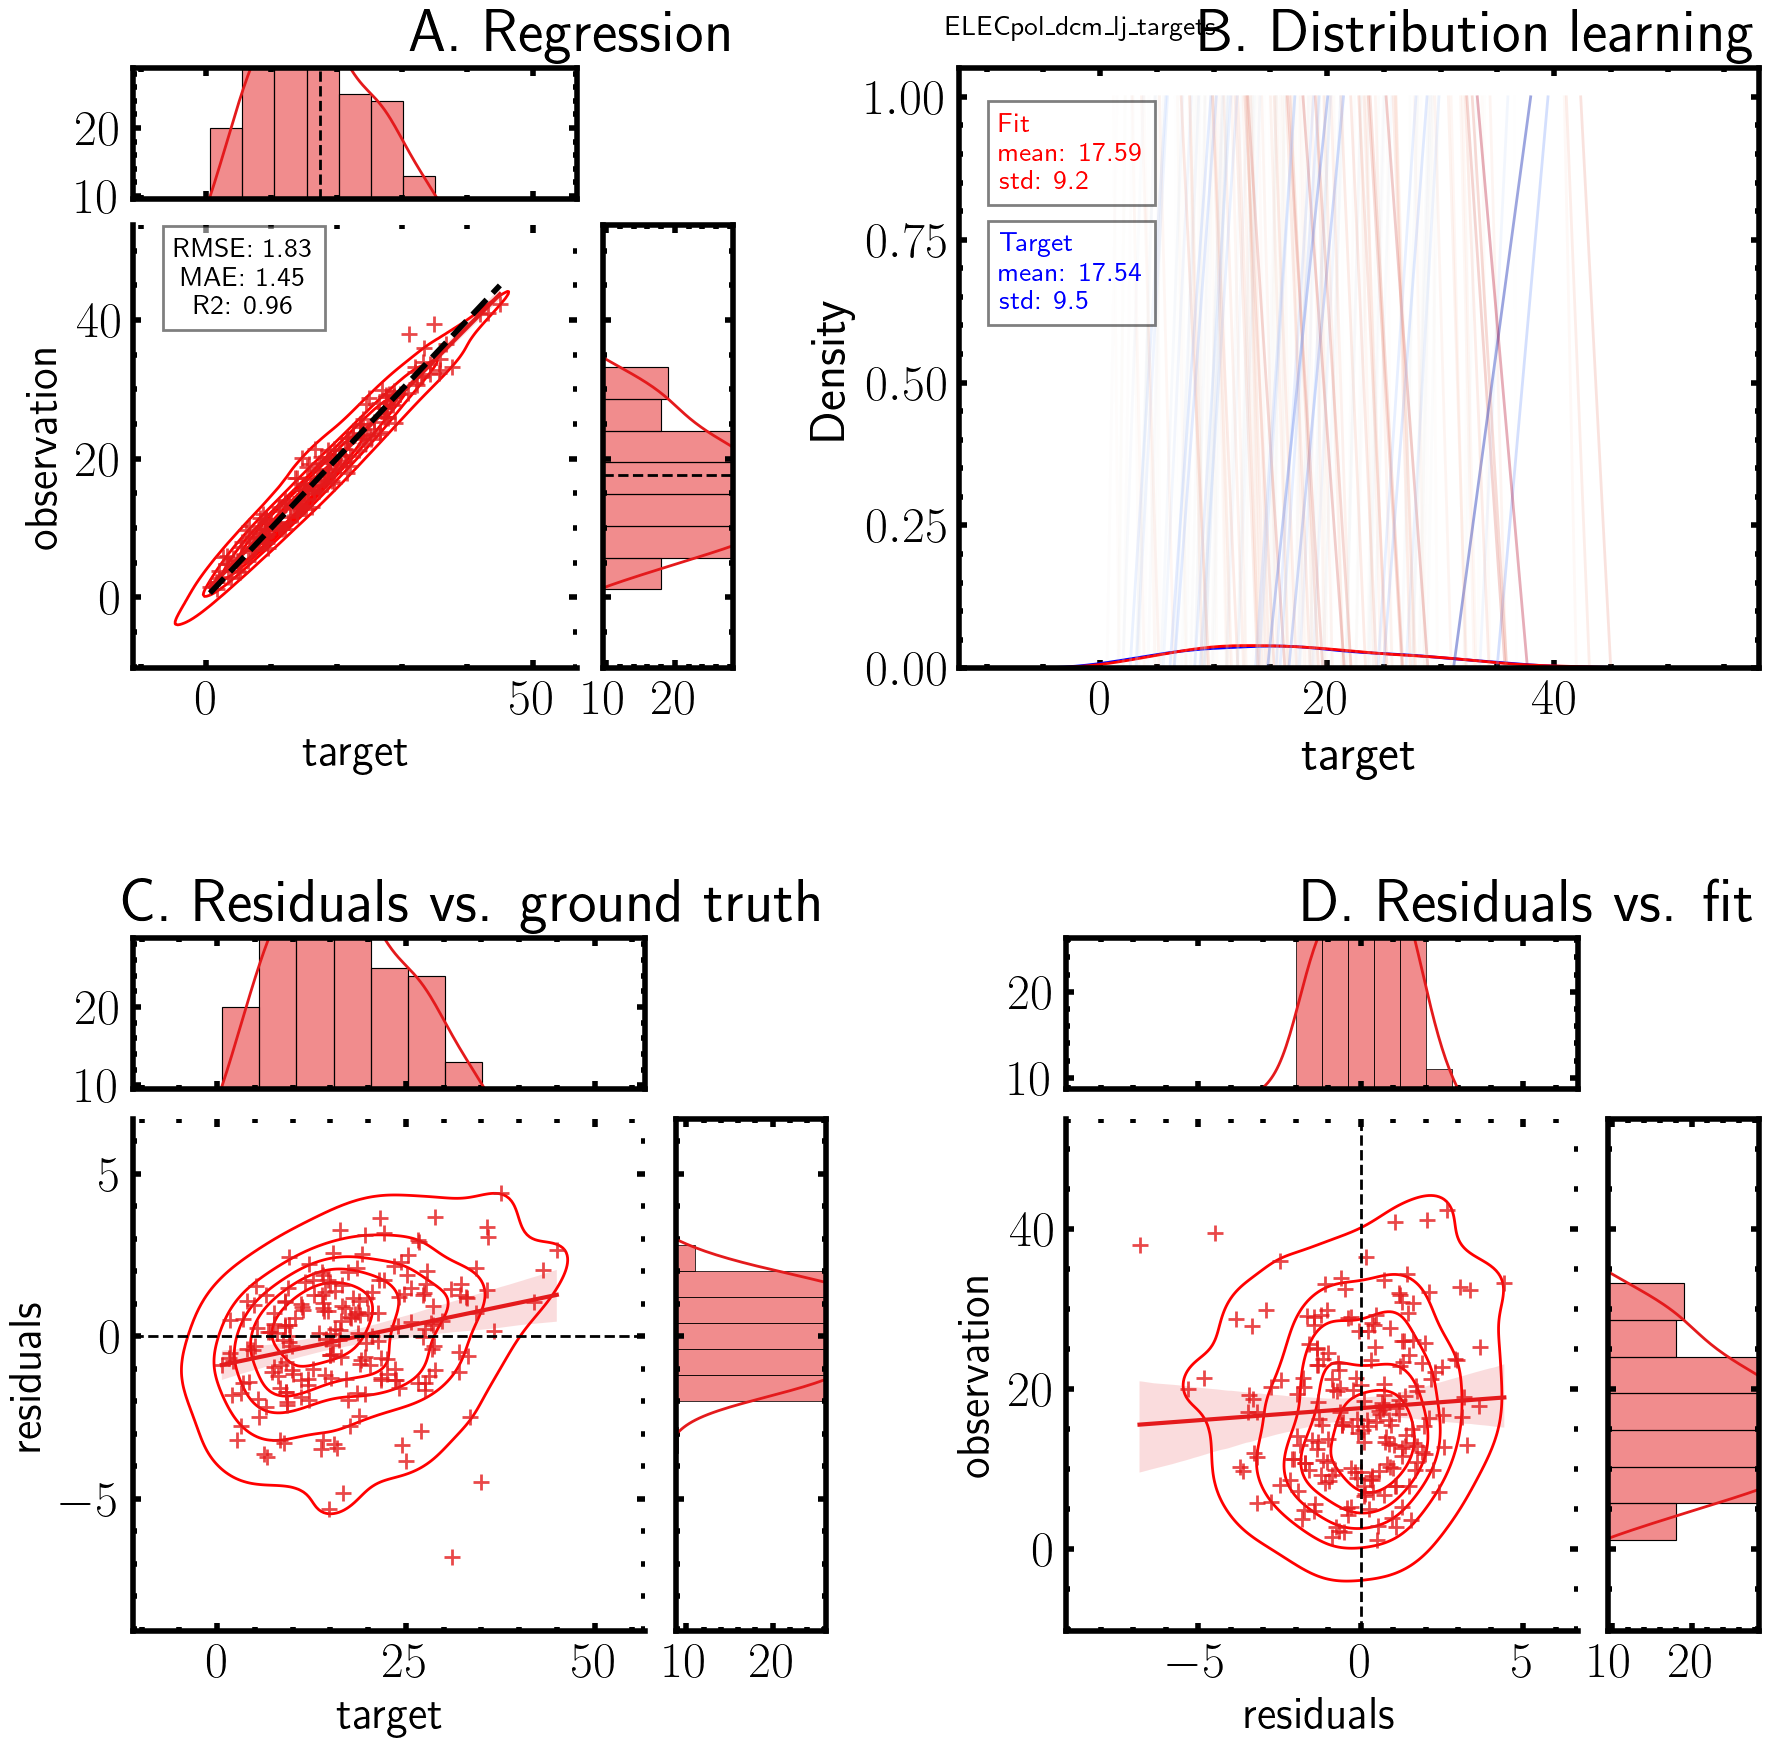 A. Regression
20
10
RMSE: 1.83
MAE: 1.45
R2: 0.96
40
20
0
observation
0
50
target
10
20
ELECpol_dcm_lj_targets
B. Distribution learning
1.00
0.75
0.50
0.25
0.00
Density
Fit
mean: 17.59
std: 9.2
Target
mean: 17.54
std: 9.5
0
20
40
target
C. Residuals vs. ground truth
20
10
5
0
−5
residuals
0
25
50
target
10
20
D. Residuals vs. fit
20
10
40
20
0
observation
−5
0
5
residuals
10
20